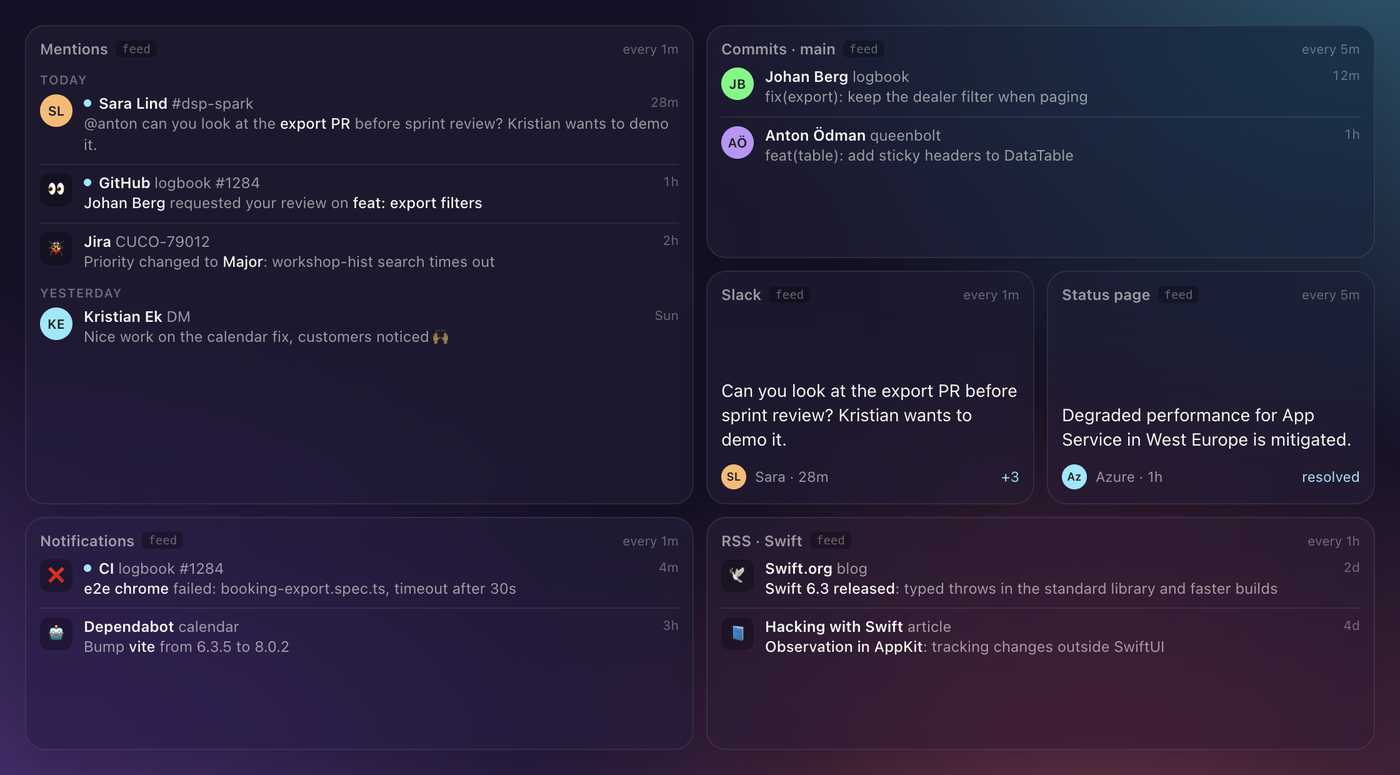 Mentions feed every 1m
TODAY
SL Sara Lind #dsp-spark 28m
@anton can you look at the export PR before sprint review? Kristian wants to demo
it.
GitHub logbook #1284 1h
Johan Berg requested your review on feat: export filters
Jira CUCO-79012 2h
Priority changed to Major: workshop-hist search times out
YESTERDAY
KE Kristian Ek DM Sun
Nice work on the calendar fix, customers noticed 🙌
Commits · main feed every 5m
JB Johan Berg logbook 12m
fix(export): keep the dealer filter when paging
AÖ Anton Ödman queenbolt 1h
feat(table): add sticky headers to DataTable
Slack feed every 1m
Can you look at the export PR before
sprint review? Kristian wants to
demo it.
SL Sara · 28m +3
Status page feed every 5m
Degraded performance for App
Service in West Europe is mitigated.
Az Azure · 1h resolved
Notifications feed every 1m
CI logbook #1284 4m
e2e chrome failed: booking-export.spec.ts, timeout after 30s
Dependabot calendar 3h
Bump vite from 6.3.5 to 8.0.2
RSS · Swift feed every 1h
Swift.org blog 2d
Swift 6.3 released: typed throws in the standard library and faster builds
Hacking with Swift article 4d
Observation in AppKit: tracking changes outside SwiftUI